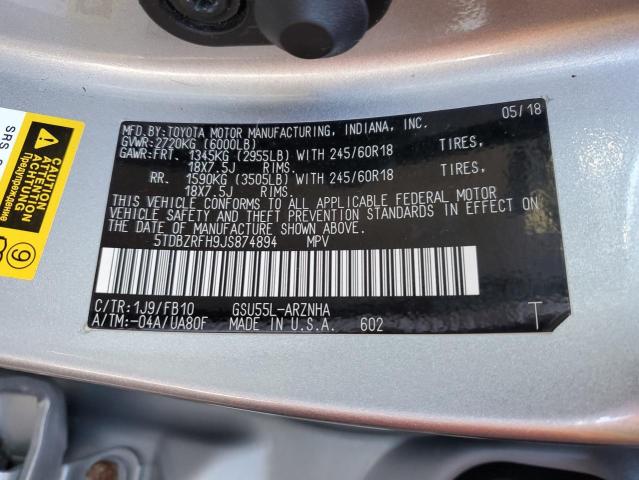 05/18
MFD. BY: TOYOTA MOTOR MANUFACTURING, INDIANA, INC.
GVWR: 2720KG (6000LB)
GAWR: FRT. 1345KG (2955LB) WITH 245/60R18 TIRES,
18X7.5J RIMS.
RR. 1590KG (3505LB) WITH 245/60R18 TIRES,
18X7.5J RIMS.
THIS VEHICLE CONFORMS TO ALL APPLICABLE FEDERAL MOTOR
VEHICLE SAFETY AND THEFT PREVENTION STANDARDS IN EFFECT ON
THE DATE OF MANUFACTURE SHOWN ABOVE.
5TDBZRFH9JS874894 MPV
C/TR: 1J9/FB10 GSU55L-ARZNHA
A/TM: -04A/UA80F MADE IN U.S.A. 602 T
SRS
ATTENTION
ATTENTION
ACHTUNG
Предупреждение
9